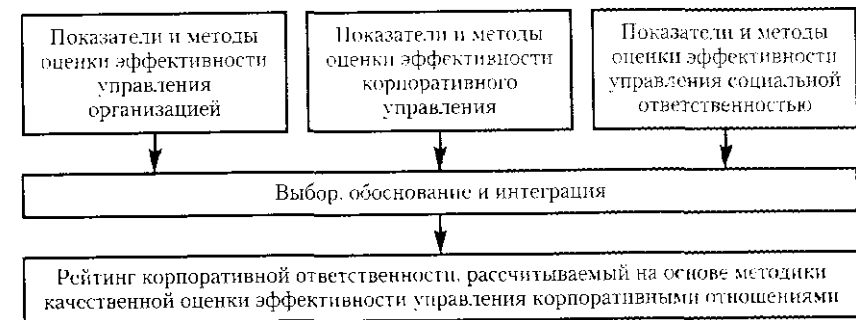 Показатели и методы
оценки эффективности
управления
организацией
Показатели и методы
оценки эффективности
корпоративного
управления
Показатели и методы
оценки эффективности
управления социальной
ответственностью
Выбор, обоснование и интеграция
Рейтинг корпоративной ответственности, рассчитываемый на основе методики
качественной оценки эффективности управления корпоративными отношениями